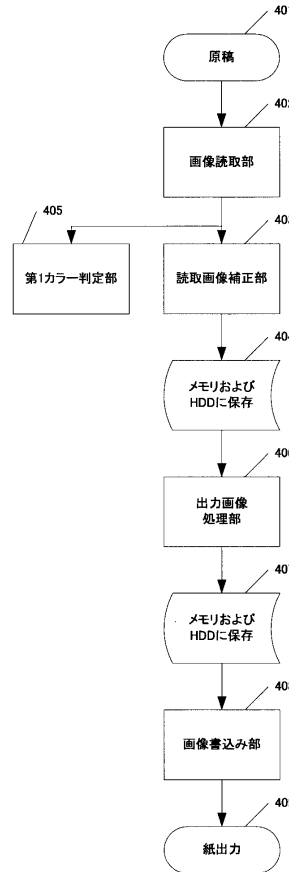 401
原稿
402
画像読取部
405
403
第1カラー判定部
読取画像補正部
404
メモリおよび
HDDに保存
406
出力画像
処理部
407
メモリおよび
HDDに保存
408
画像書込み部
409
紙出力